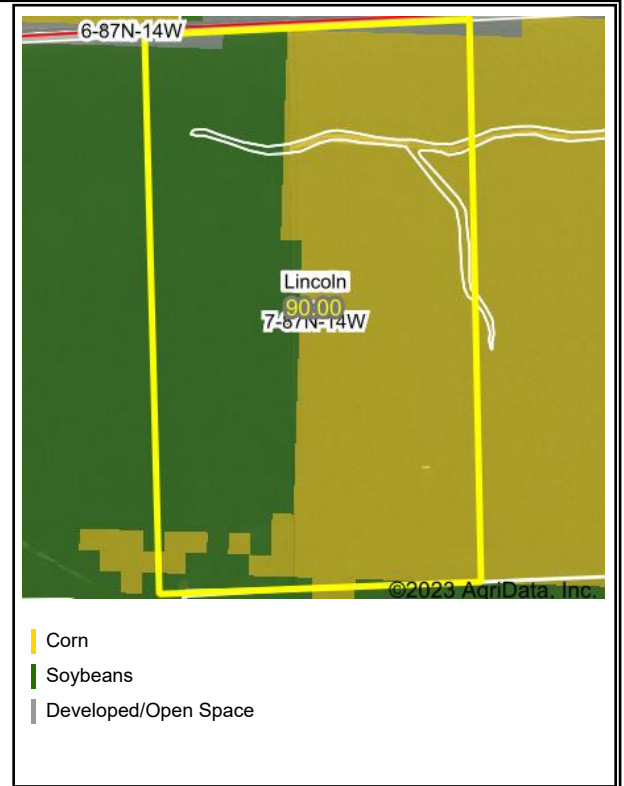 6-87N-14W
Lincoln
90.00
7-87N-14W
©2023 AgriData, Inc.
Corn
Soybeans
Developed/Open Space